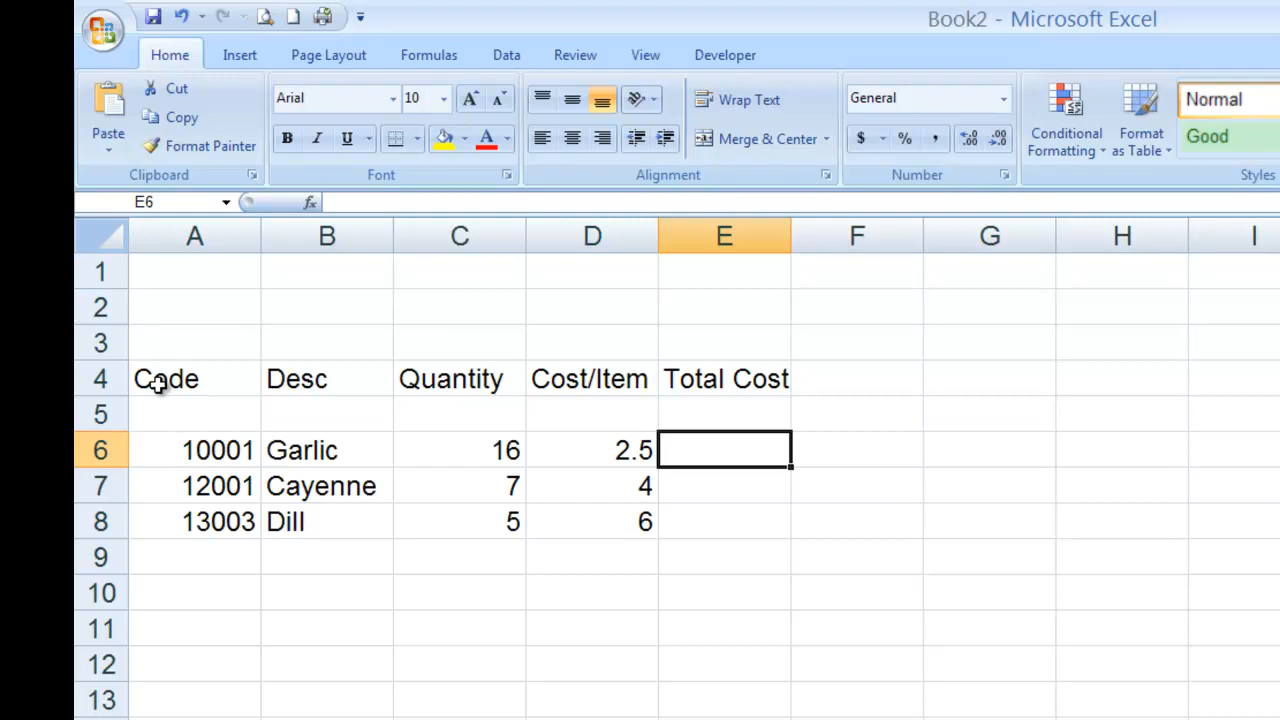 Book2 - Microsoft Excel
Home Insert Page Layout Formulas Data Review View Developer
Paste
Cut
Copy
Format Painter
Clipboard
Arial 10
B I U A
Font
Wrap Text
Merge & Center
Alignment
General
$ % ,
Number
Conditional Formatting
Format as Table
Normal
Good
Styles
E6 fx
A B C D E F G H I
1
2
3
4 Code Desc Quantity Cost/Item Total Cost
5
6 10001 Garlic 16 2.5
7 12001 Cayenne 7 4
8 13003 Dill 5 6
9
10
11
12
13